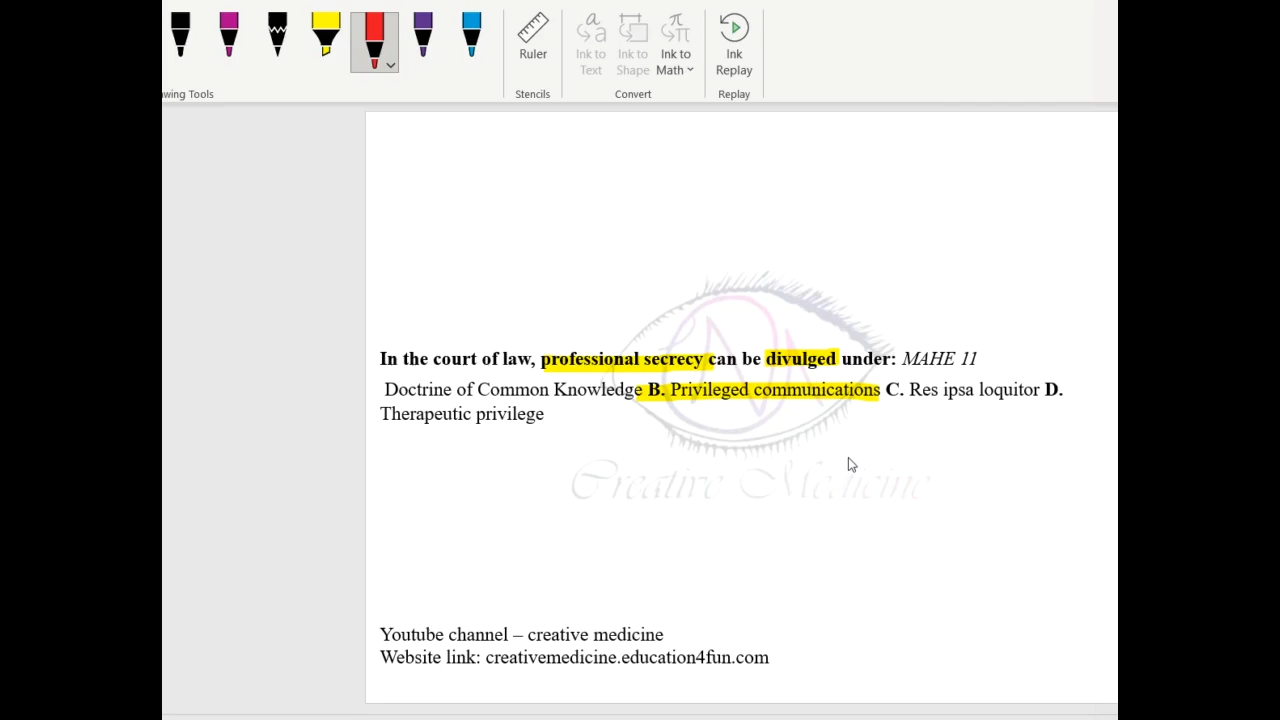 a
a
π
π
Ruler
Ink to
Text
Ink to
Shape
Ink to
Math
Ink
Replay
awing Tools
Stencils
Convert
Replay
In the court of law, professional secrecy can be divulged under: MAHE 11
Doctrine of Common Knowledge B. Privileged communications C. Res ipsa loquitor D.
Therapeutic privilege
Creative Medicine
Youtube channel – creative medicine
Website link: creativemedicine.education4fun.com